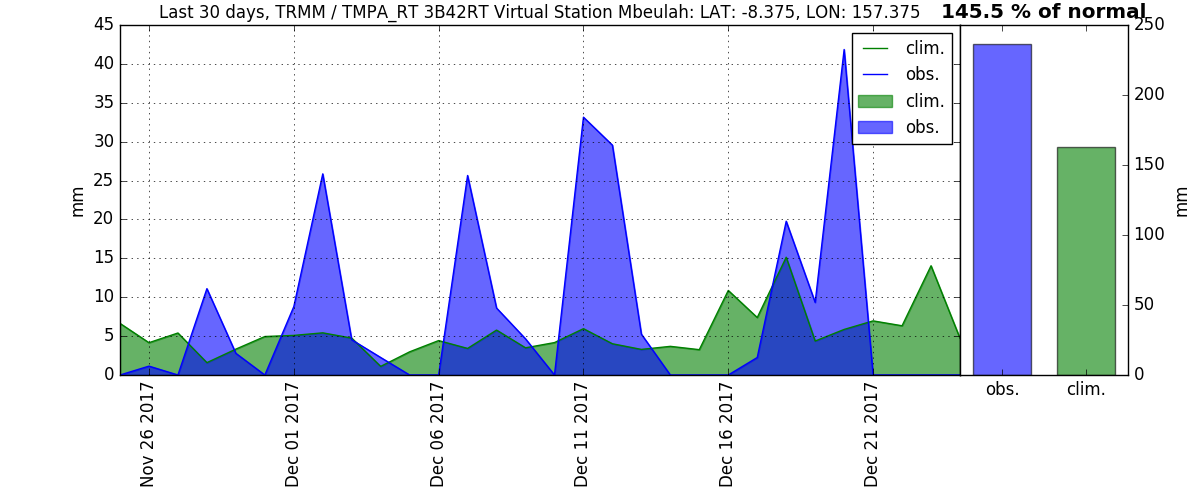 Last 30 days, TRMM / TMPA_RT 3B42RT Virtual Station Mbeulah: LAT: -8.375, LON: 157.375
145.5 % of normal
45
40
35
30
25
20
15
10
5
0
mm
clim.
obs.
clim.
obs.
Nov 26 2017
Dec 01 2017
Dec 06 2017
Dec 11 2017
Dec 16 2017
Dec 21 2017
250
200
150
100
50
0
mm
obs.
clim.